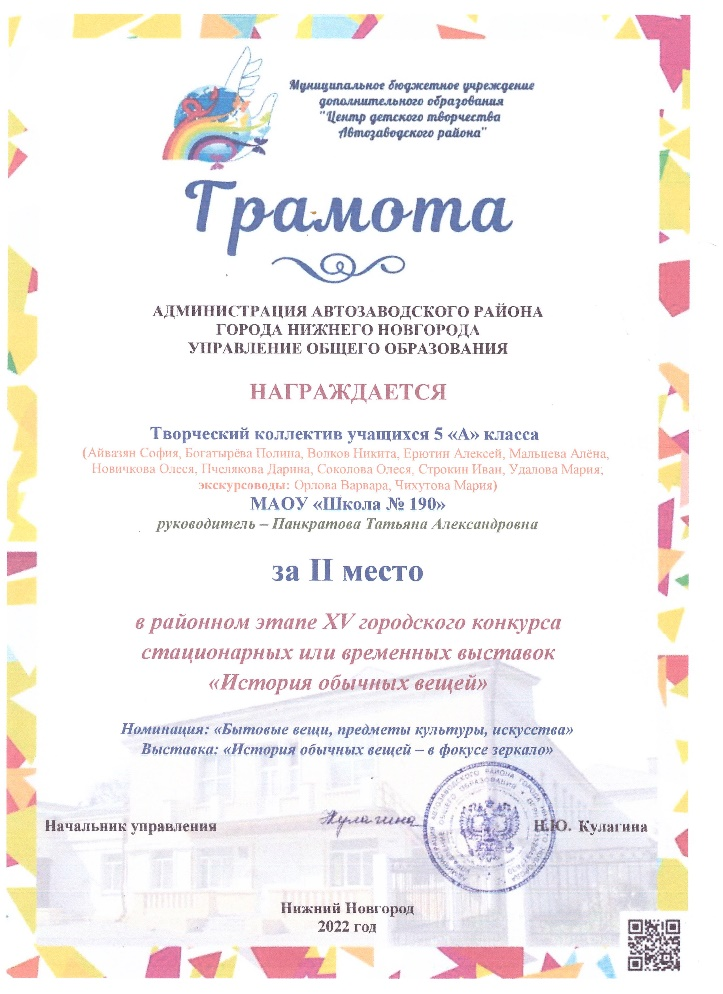 Муниципальное бюджетное учреждение
дополнительного образования
"Центр детского творчества
Автозаводского района"
Грамота
АДМИНИСТРАЦИЯ АВТОЗАВОДСКОГО РАЙОНА
ГОРОДА НИЖНЕГО НОВГОРОДА
УПРАВЛЕНИЕ ОБЩЕГО ОБРАЗОВАНИЯ
НАГРАЖДАЕТСЯ
Творческий коллектив учащихся 5 «А» класса
(Айвазян София, Богатырёва Полина, Волков Никита, Ерютин Алексей, Мальцева Алёна,
Новичкова Олеся, Пчелякова Дарина, Соколова Олеся, Строкин Иван, Удалова Мария;
экскурсоводы: Орлова Варвара, Чихутова Мария)
МАОУ «Школа № 190»
руководитель – Панкратова Татьяна Александровна
за II место
в районном этапе XV городского конкурса
стационарных или временных выставок
«История обычных вещей»
Номинация: «Бытовые вещи, предметы культуры, искусства»
Выставка: «История обычных вещей – в фокусе зеркало»
Начальник управления
Кулагина
Н.Ю. Кулагина
Нижний Новгород
2022 год